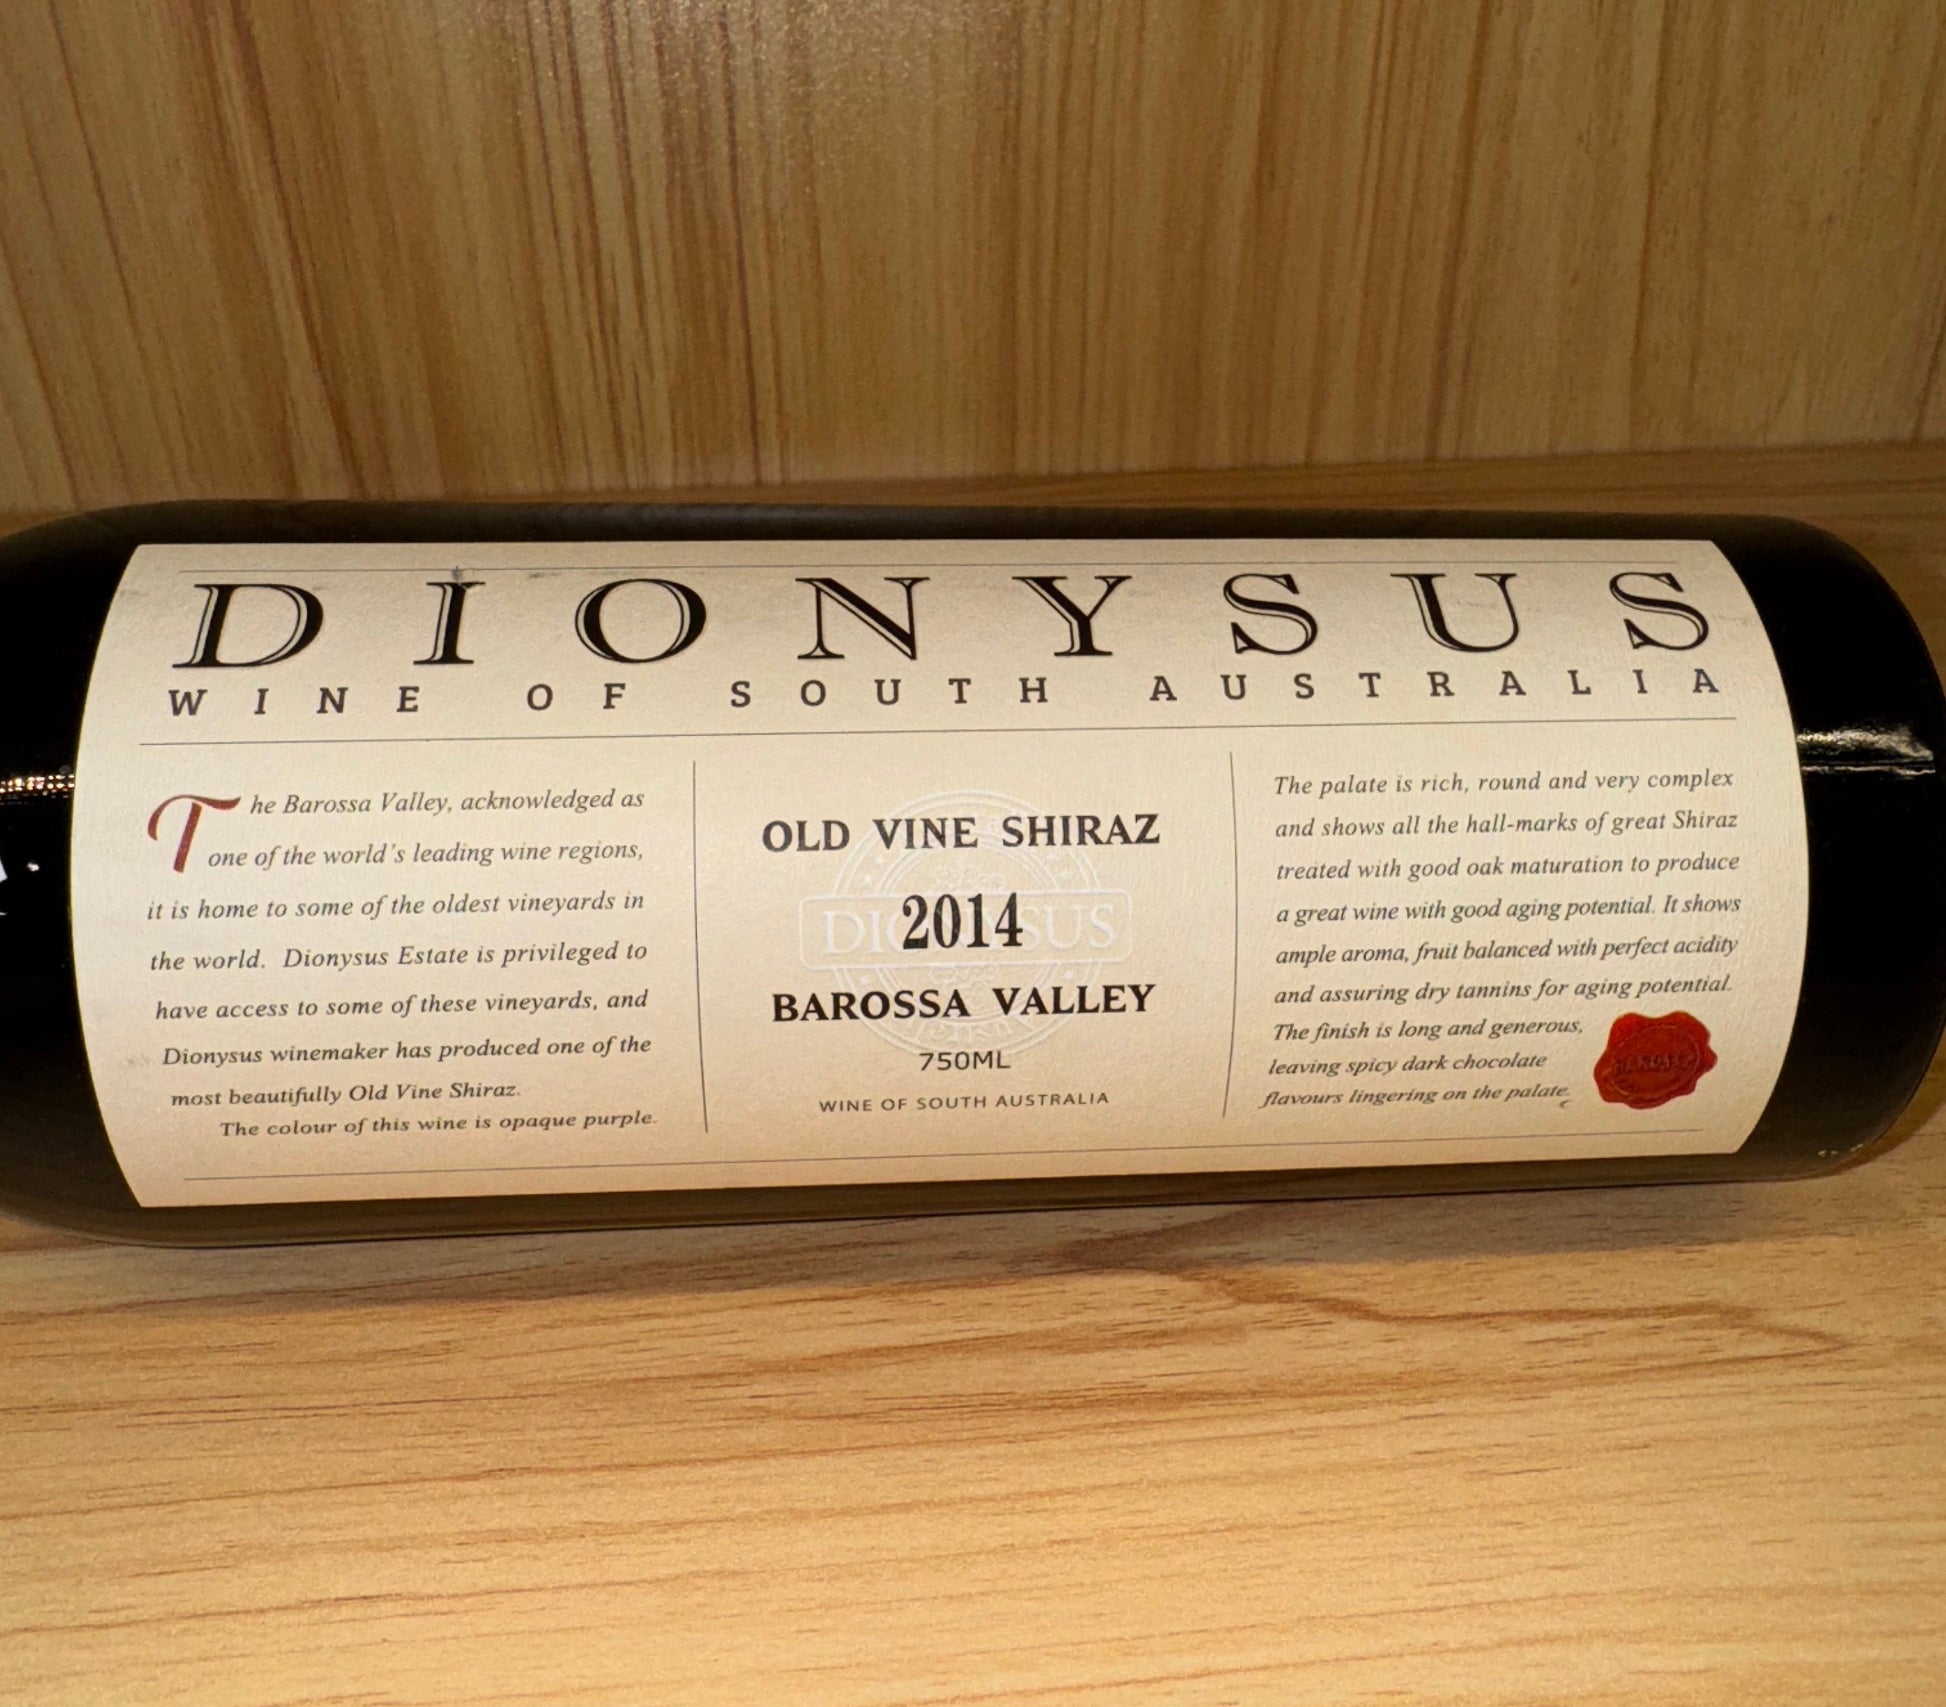 DIONYSUS
WINE OF SOUTH AUSTRALIA
The Barossa Valley, acknowledged as
one of the world's leading wine regions,
it is home to some of the oldest vineyards in
the world. Dionysus Estate is privileged to
have access to some of these vineyards, and
Dionysus winemaker has produced one of the
most beautifully Old Vine Shiraz.
The colour of this wine is opaque purple.
OLD VINE SHIRAZ
DIONYSUS
2014
BAROSSA VALLEY
750ML
WINE OF SOUTH AUSTRALIA
The palate is rich, round and very complex
and shows all the hall-marks of great Shiraz
treated with good oak maturation to produce
a great wine with good aging potential. It shows
ample aroma, fruit balanced with perfect acidity
and assuring dry tannins for aging potential.
The finish is long and generous,
leaving spicy dark chocolate
flavours lingering on the palate.